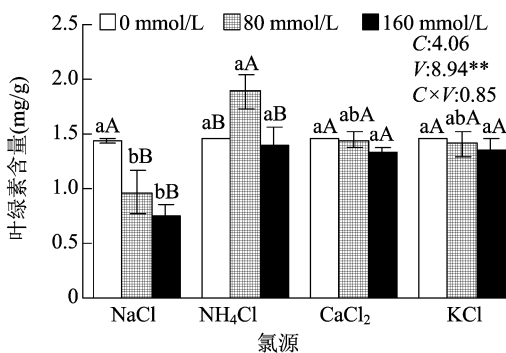 0 mmol/L 80 mmol/L 160 mmol/L
2.5
2.0
1.5
1.0
0.5
0
叶绿素含量(mg/g)
C:4.06
V:8.94**
C×V:0.85
aA bB bB
aB aA aB
aA abA aA
aA abA aA
NaCl NH₄Cl CaCl₂ KCl
氯源